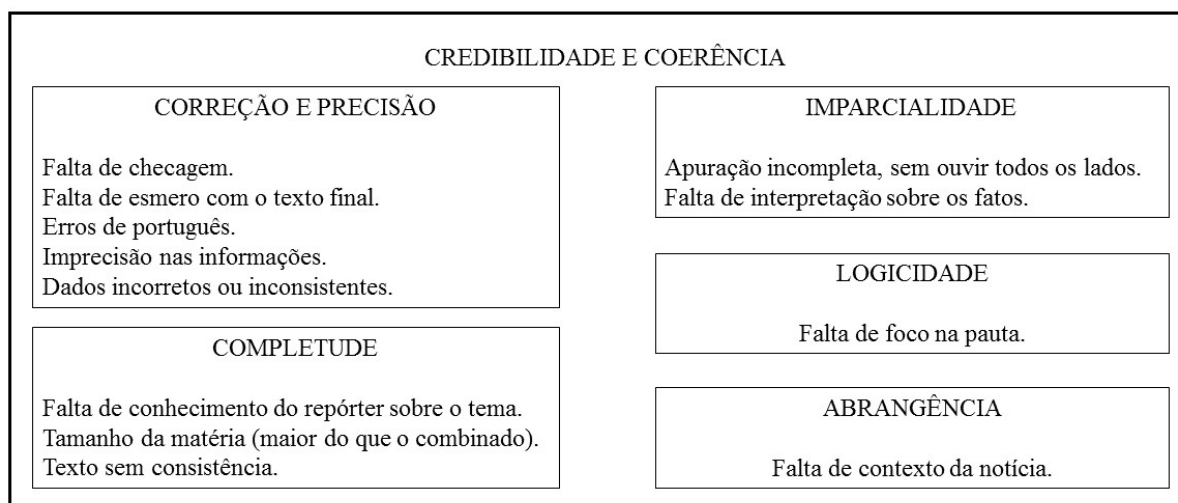 CREDIBILIDADE E COERÊNCIA
CORREÇÃO E PRECISÃO
Falta de checagem.
Falta de esmero com o texto final.
Erros de português.
Imprecisão nas informações.
Dados incorretos ou inconsistentes.
COMPLETUDE
Falta de conhecimento do repórter sobre o tema.
Tamanho da matéria (maior do que o combinado).
Texto sem consistência.
IMPARCIALIDADE
Apuração incompleta, sem ouvir todos os lados.
Falta de interpretação sobre os fatos.
LOGICIDADE
Falta de foco na pauta.
ABRANGÊNCIA
Falta de contexto da notícia.